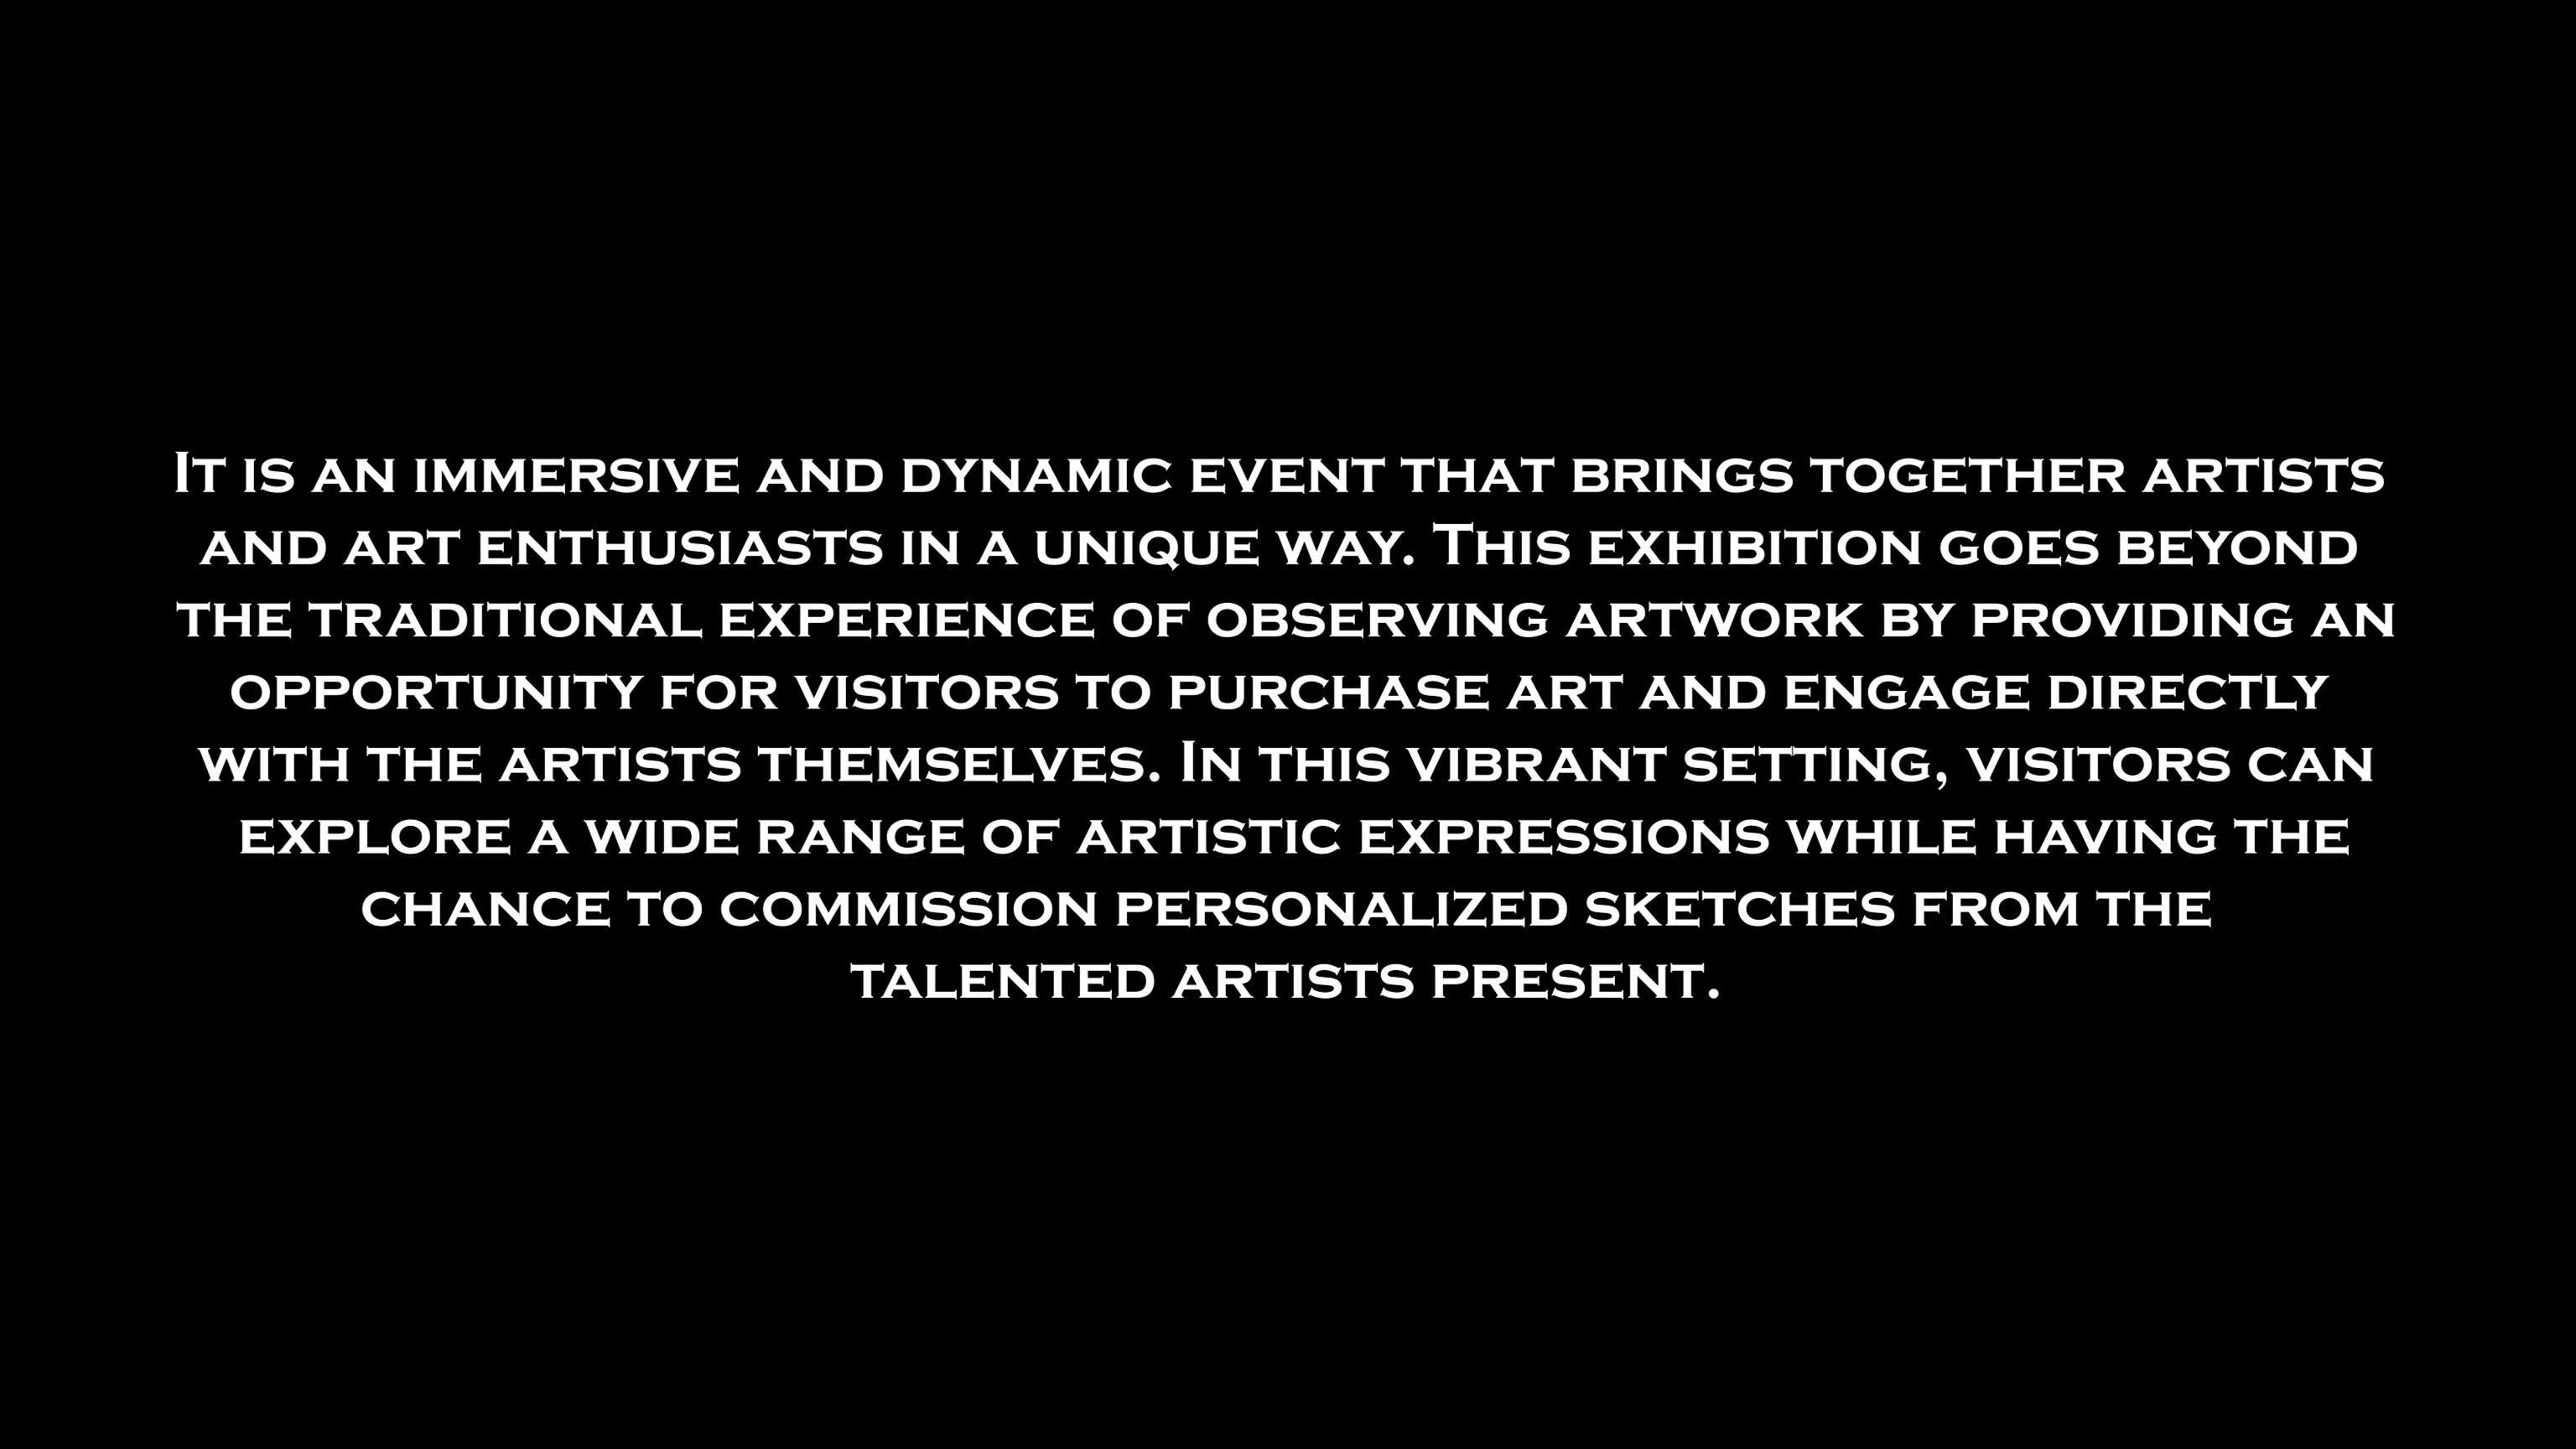 It is an immersive and dynamic event that brings together artists
and art enthusiasts in a unique way. This exhibition goes beyond
the traditional experience of observing artwork by providing an
opportunity for visitors to purchase art and engage directly
with the artists themselves. In this vibrant setting, visitors can
explore a wide range of artistic expressions while having the
chance to commission personalized sketches from the
talented artists present.